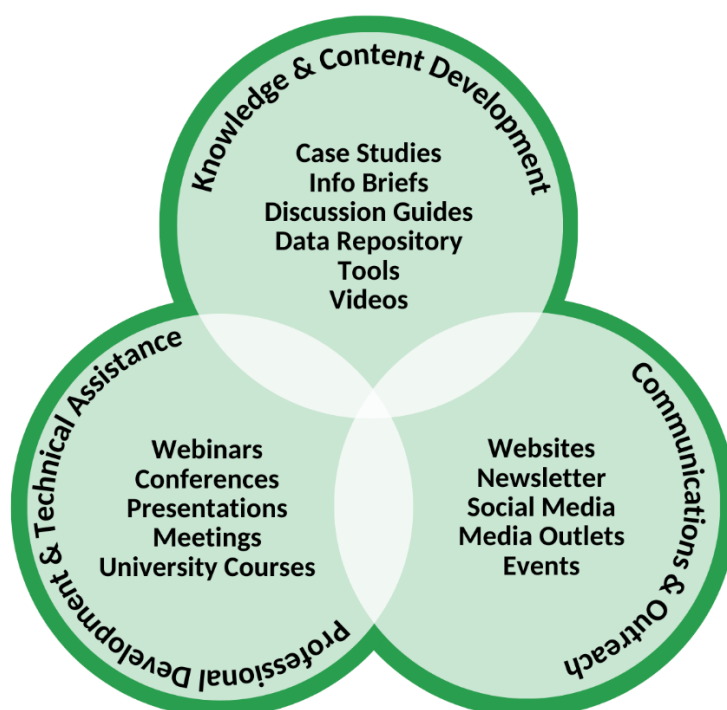 Knowledge & Content Development
Case Studies
Info Briefs
Discussion Guides
Data Repository
Tools
Videos
Professional Development & Technical Assistance
Webinars
Conferences
Presentations
Meetings
University Courses
Communications & Outreach
Websites
Newsletter
Social Media
Media Outlets
Events